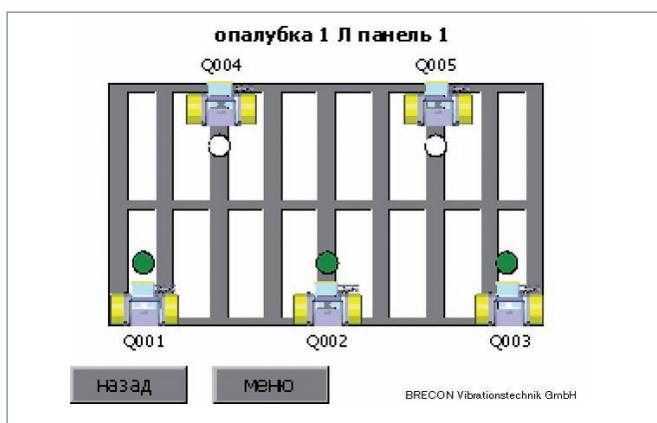 опалубка 1 Л панель 1
Q004 Q005
Q001 Q002 Q003
назад меню
BRECON Vibrationstechnik GmbH